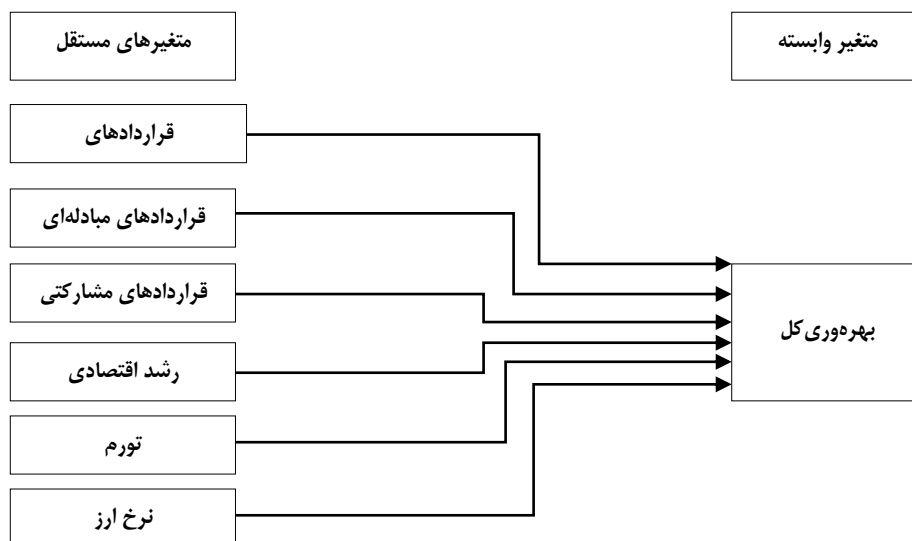 متغیر وابسته
متغیرهای مستقل
قراردادهای
قراردادهای مبادله‌ای
قراردادهای مشارکتی
رشد اقتصادی
تورم
نرخ ارز
بهره‌وری کل